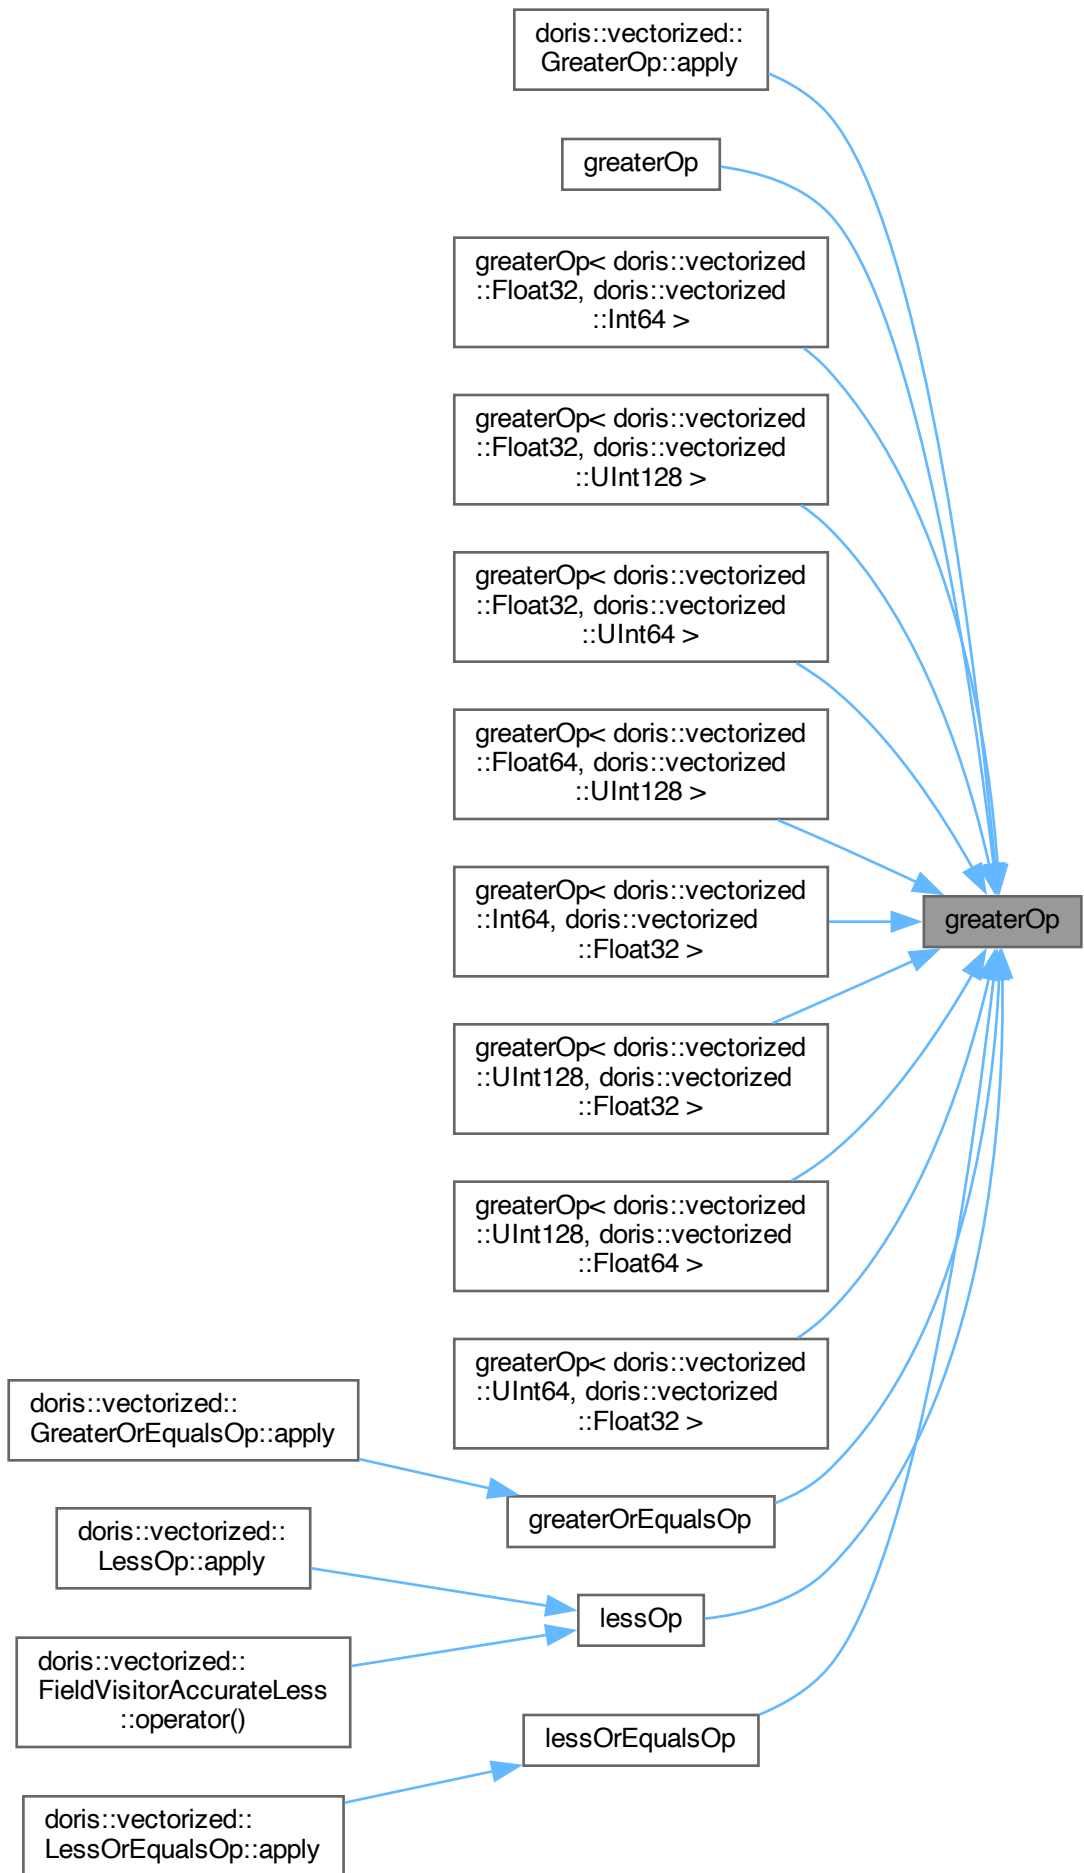 doris::vectorized::
GreaterOp::apply
greaterOp
greaterOp< doris::vectorized
::Float32, doris::vectorized
::Int64 >
greaterOp< doris::vectorized
::Float32, doris::vectorized
::UInt128 >
greaterOp< doris::vectorized
::Float32, doris::vectorized
::UInt64 >
greaterOp< doris::vectorized
::Float64, doris::vectorized
::UInt128 >
greaterOp< doris::vectorized
::Int64, doris::vectorized
::Float32 >
greaterOp
greaterOp< doris::vectorized
::UInt128, doris::vectorized
::Float32 >
greaterOp< doris::vectorized
::UInt128, doris::vectorized
::Float64 >
greaterOp< doris::vectorized
::UInt64, doris::vectorized
::Float32 >
doris::vectorized::
GreaterOrEqualsOp::apply
greaterOrEqualsOp
doris::vectorized::
LessOp::apply
lessOp
doris::vectorized::
FieldVisitorAccurateLess
::operator()
lessOrEqualsOp
doris::vectorized::
LessOrEqualsOp::apply